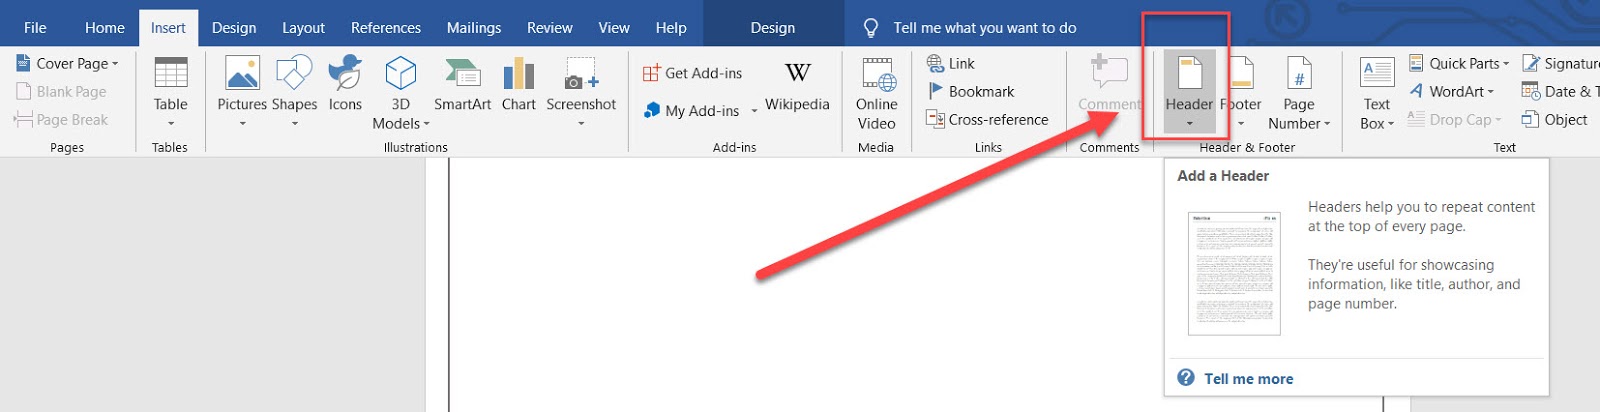 File Home Insert Design Layout References Mailings Review View Help Design Tell me what you want to do
Cover Page
Blank Page
Page Break
Pages
Table
Tables
Pictures Shapes Icons 3D Models SmartArt Chart Screenshot
Illustrations
Get Add-ins
My Add-ins
W Wikipedia
Add-ins
Online
Video
Media
Link
Bookmark
Cross-reference
Links
Comment
Comments
Header Footer Page Number
#
Header & Footer
A
Text
Box
Quick Parts
A WordArt
A Drop Cap
Signatur
Date & T
Object
Text
Add a Header
Headers help you to repeat content
at the top of every page.
They're useful for showcasing
information, like title, author, and
page number.
? Tell me more